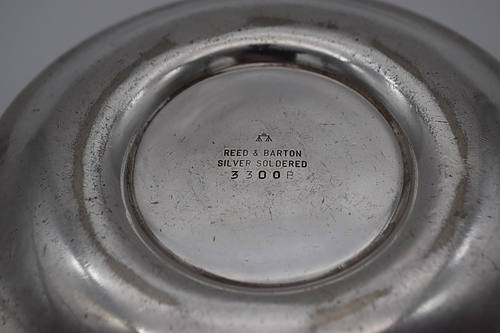 REED & BARTON
SILVER SOLDERED
3300B